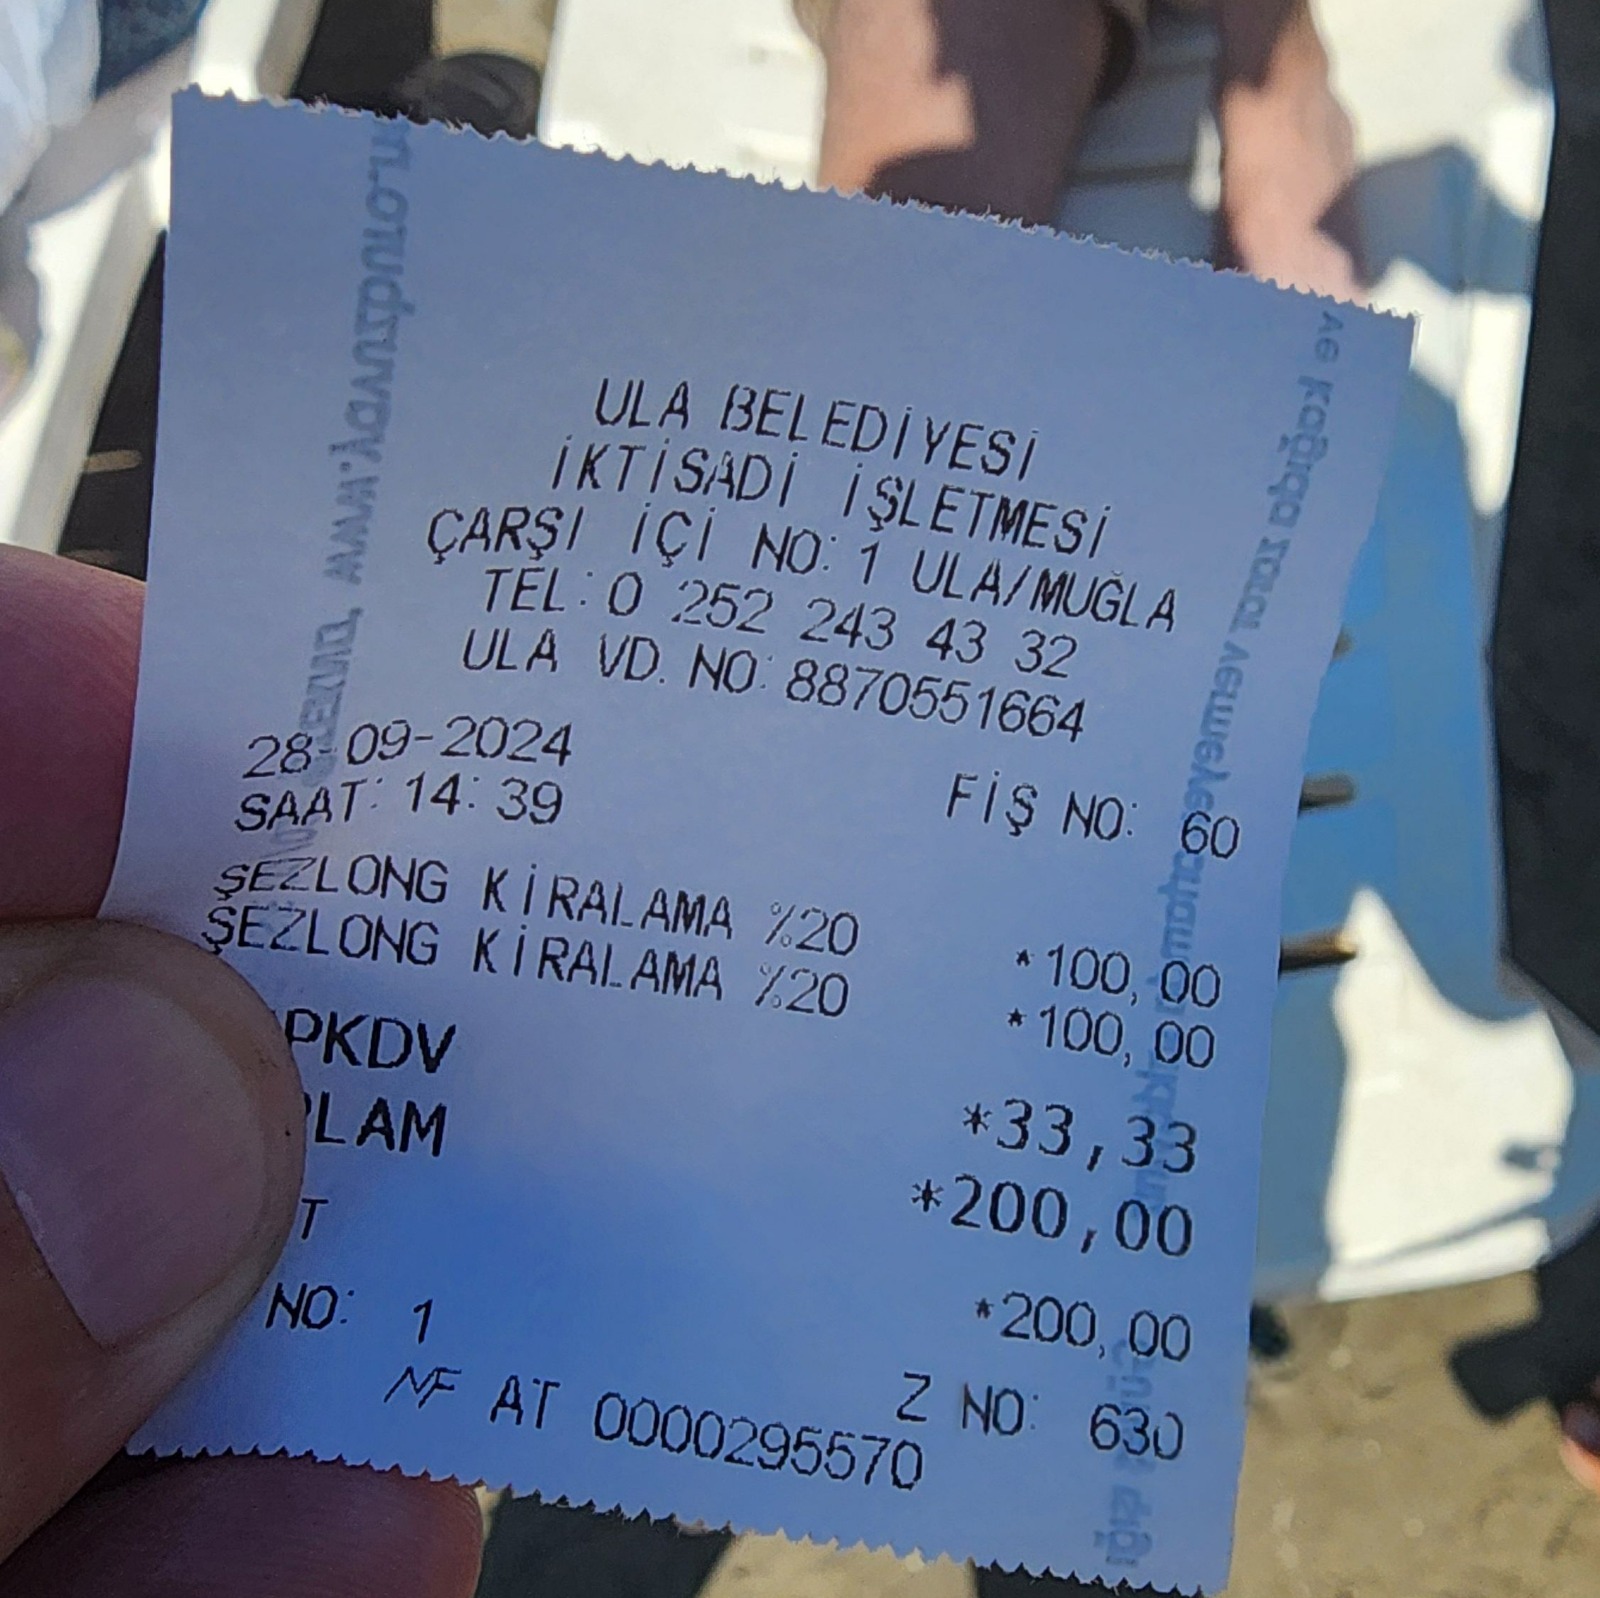 ULA BELEDİYESİ
İKTİSADİ İŞLETMESİ
ÇARŞI İÇİ NO: 1 ULA/MUĞLA
TEL: 0 252 243 43 32
ULA VD. NO: 8870551664
28-09-2024
SAAT: 14:39 FİŞ NO: 60
ŞEZLONG KİRALAMA %20 *100,00
ŞEZLONG KİRALAMA %20 *100,00
PKDV *33,33
LAM *200,00
T *200,00
NO: 1 Z NO: 630
MF AT 0000295570